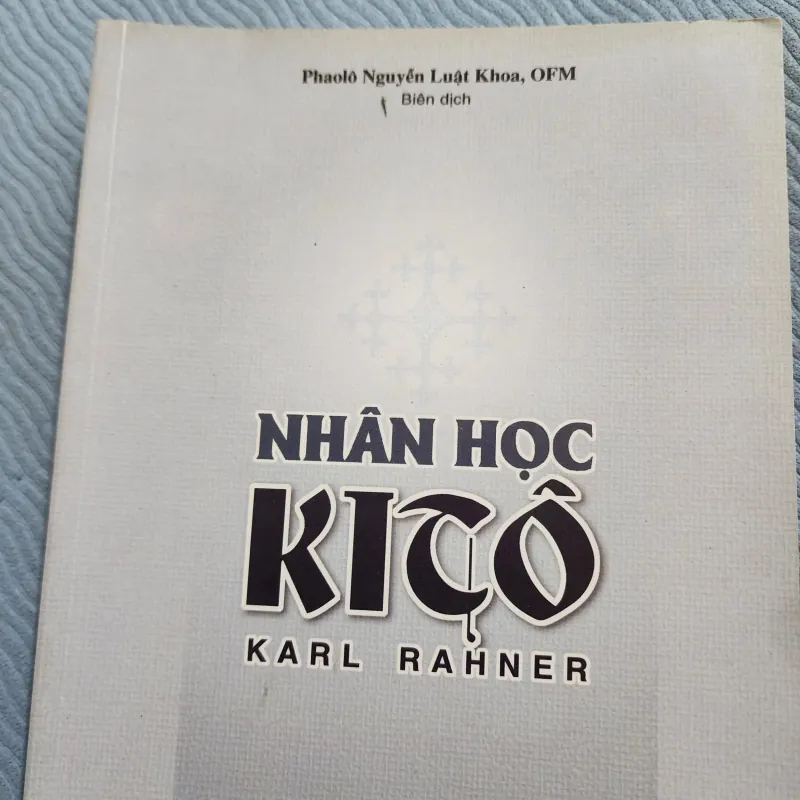 Phaolô Nguyễn Luật Khoa, OFM
Biên dịch
NHÂN HỌC
KITÔ
KARL RAHNER